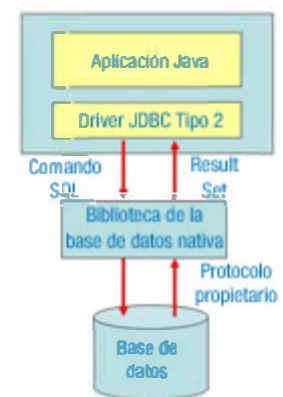 Aplicación Java
Driver JDBC Tipo 2
Comando
SQL
Result
Set
Biblioteca de la
base de datos nativa
Protocolo
propietario
Base de
datos